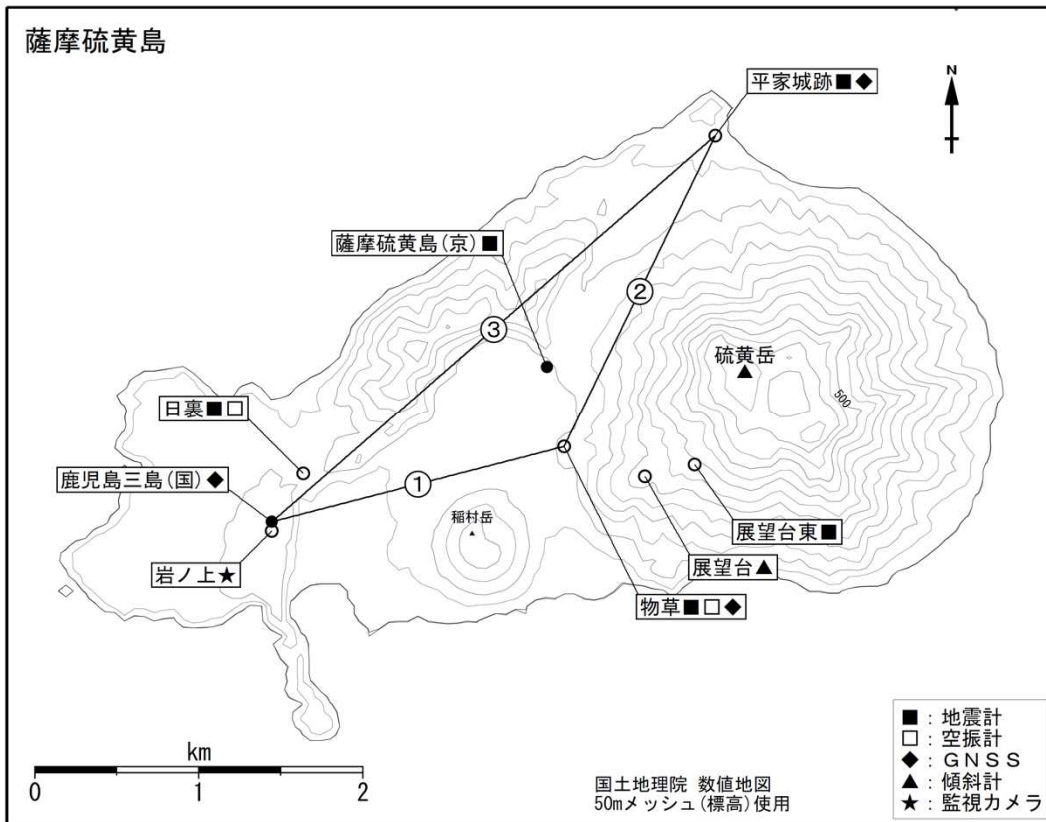 薩摩硫黄島
平家城跡■◆
N
薩摩硫黄島(京)■
②
③
硫黄岳
500
日裏■□
鹿児島三島(国)◆
①
稲村岳
岩ノ上★
展望台東■
展望台▲
物草■□◆
km
0 1 2
国土地理院 数値地図
50mメッシュ(標高)使用
■:地震計
□:空振計
◆:GNSS
▲:傾斜計
★:監視カメラ